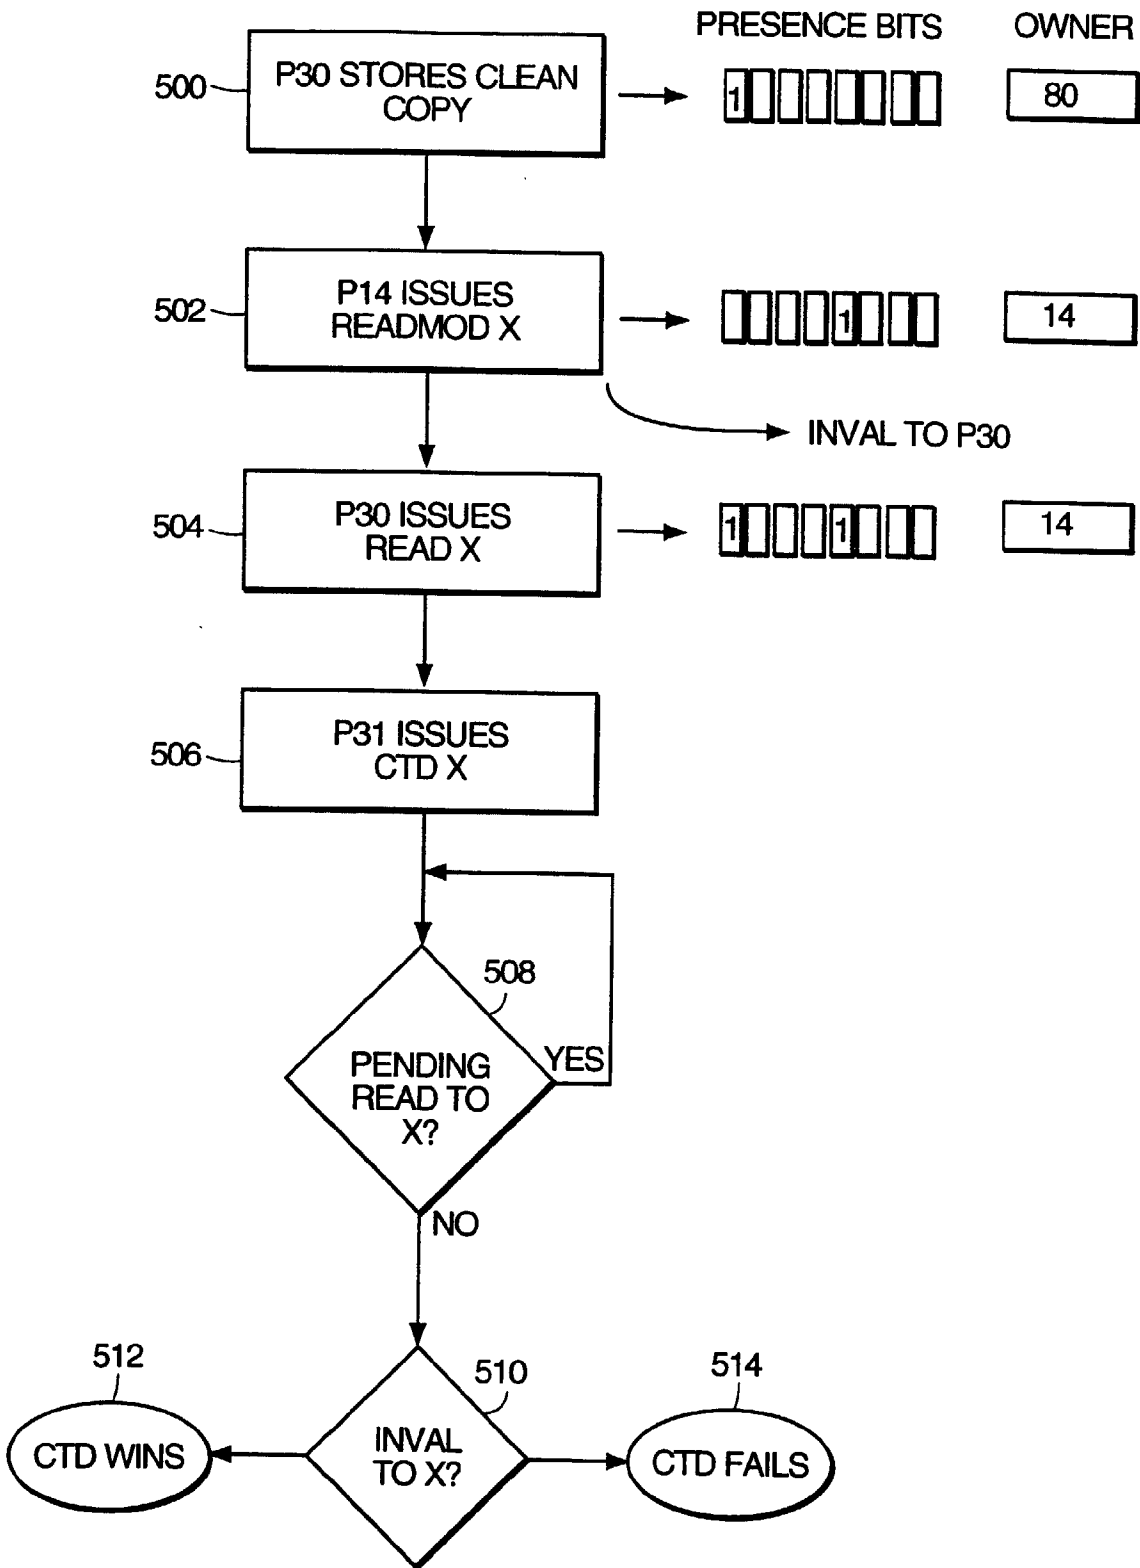 PRESENCE BITS OWNER
500 P30 STORES CLEAN
COPY
1 80
502 P14 ISSUES
READMOD X
1 14
INVAL TO P30
504 P30 ISSUES
READ X
1 1 14
506 P31 ISSUES
CTD X
508
PENDING
READ TO
X?
YES
NO
512
CTD WINS
510
INVAL
TO X?
514
CTD FAILS